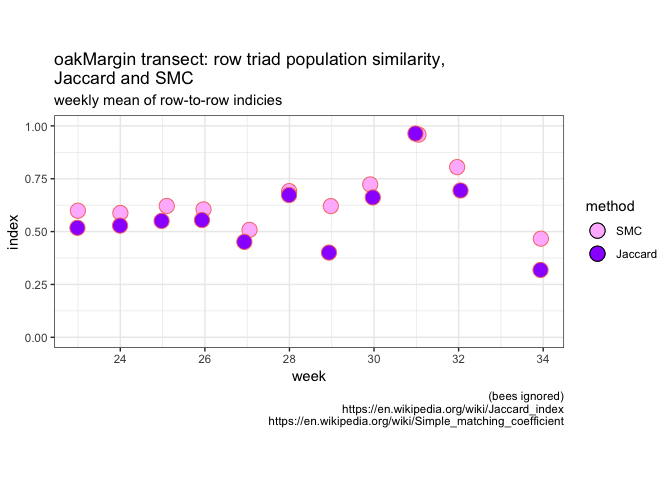 oakMargin transect: row triad population similarity,
Jaccard and SMC
weekly mean of row-to-row indicies
1.00
0.75
0.50
0.25
0.00
index
24 26 28 30 32 34
week
method
SMC
Jaccard
(bees ignored)
https://en.wikipedia.org/wiki/Jaccard_index
https://en.wikipedia.org/wiki/Simple_matching_coefficient